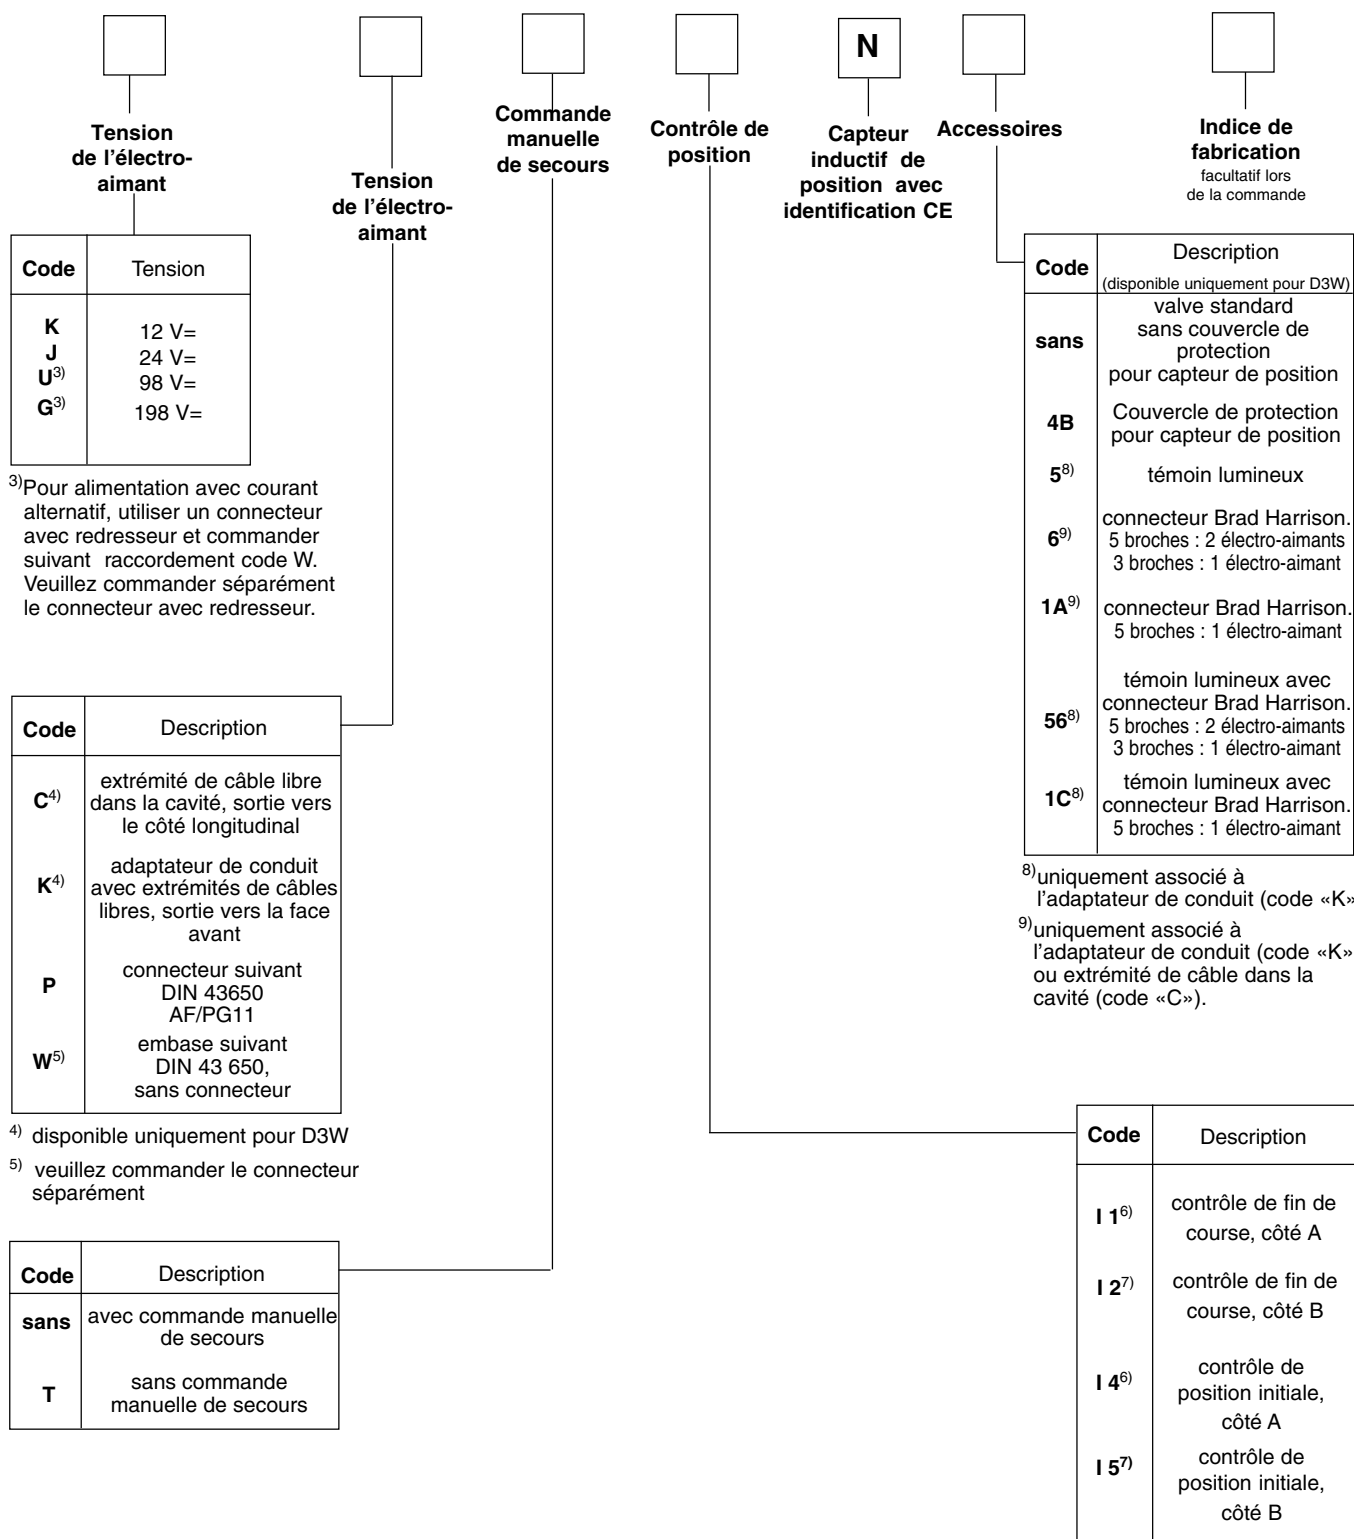 N
Tension
de l'électro-
aimant
Tension
de l'électro-
aimant
Commande
manuelle
de secours
Contrôle de
position
Capteur
inductif de
position avec
identification CE
Accessoires
Indice de
fabrication
facultatif lors
de la commande
Code Tension
K 12 V=
J 24 V=
U3) 98 V=
G3) 198 V=
3)Pour alimentation avec courant
alternatif, utiliser un connecteur
avec redresseur et commander
suivant raccordement code W.
Veuillez commander séparément
le connecteur avec redresseur.
Code Description
C4) extrémité de câble libre
dans la cavité, sortie vers
le côté longitudinal
K4) adaptateur de conduit
avec extrémités de câbles
libres, sortie vers la face
avant
P connecteur suivant
DIN 43650
AF/PG11
W5) embase suivant
DIN 43 650,
sans connecteur
4) disponible uniquement pour D3W
5) veuillez commander le connecteur
séparément
Code Description
sans avec commande manuelle
de secours
T sans commande
manuelle de secours
Code Description
(disponible uniquement pour D3W)
sans valve standard
sans couvercle de
protection
pour capteur de position
4B Couvercle de protection
pour capteur de position
58) témoin lumineux
69) connecteur Brad Harrison.
5 broches : 2 électro-aimants
3 broches : 1 électro-aimant
1A9) connecteur Brad Harrison.
5 broches : 1 électro-aimant
568) témoin lumineux avec
connecteur Brad Harrison.
5 broches : 2 électro-aimants
3 broches : 1 électro-aimant
1C8) témoin lumineux avec
connecteur Brad Harrison.
5 broches : 1 électro-aimant
8)uniquement associé à
l'adaptateur de conduit (code «K»
9)uniquement associé à
l'adaptateur de conduit (code «K»
ou extrémité de câble dans la
cavité (code «C»).
Code Description
I 16) contrôle de fin de
course, côté A
I 27) contrôle de fin de
course, côté B
I 46) contrôle de
position initiale,
côté A
I 57) contrôle de
position initiale,
côté B